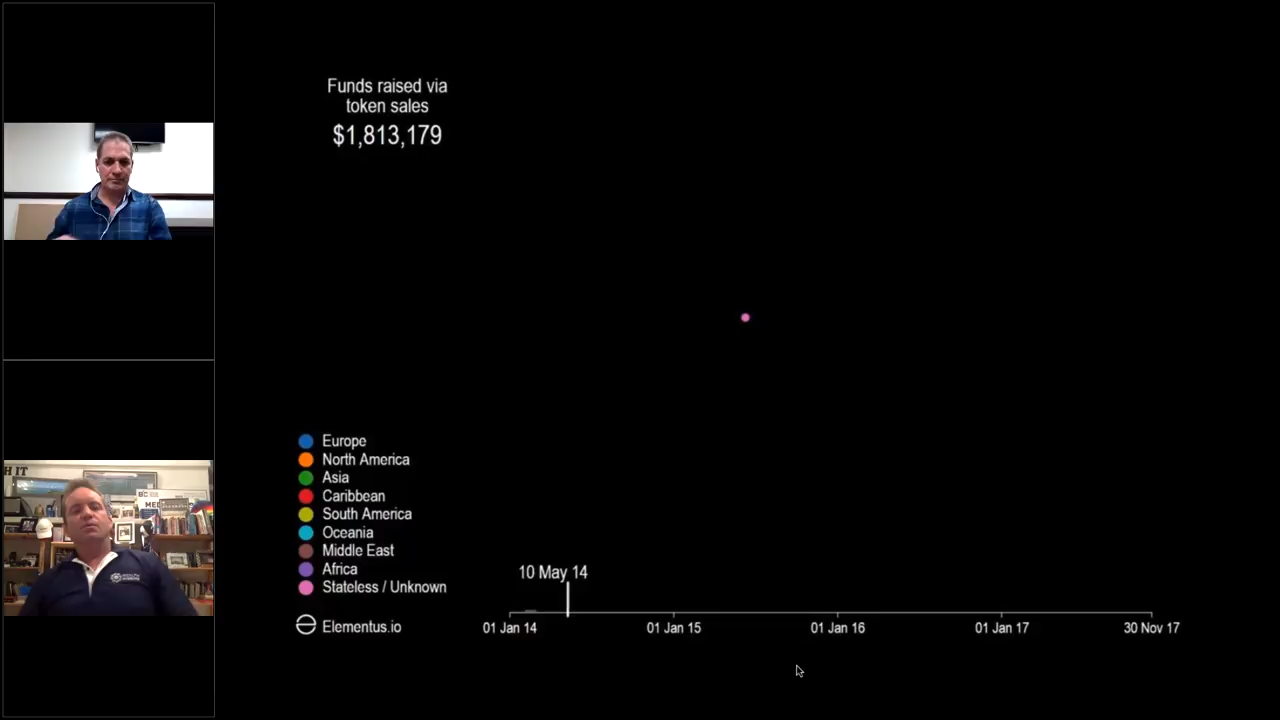 Funds raised via
token sales
$1,813,179
Europe
North America
Asia
Caribbean
South America
Oceania
Middle East
Africa
Stateless / Unknown
Elementus.io
10 May 14
01 Jan 14
01 Jan 15
01 Jan 16
01 Jan 17
30 Nov 17
H IT